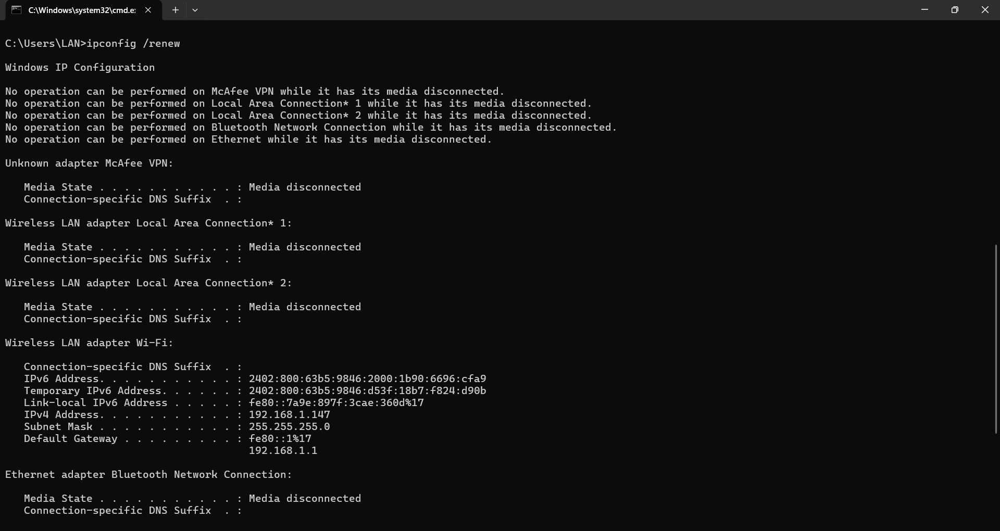 C:\Windows\system32\cmd.e
C:\Users\LAN>ipconfig /renew
Windows IP Configuration
No operation can be performed on McAfee VPN while it has its media disconnected.
No operation can be performed on Local Area Connection* 1 while it has its media disconnected.
No operation can be performed on Local Area Connection* 2 while it has its media disconnected.
No operation can be performed on Bluetooth Network Connection while it has its media disconnected.
No operation can be performed on Ethernet while it has its media disconnected.
Unknown adapter McAfee VPN:
   Media State . . . . . . . . . . . : Media disconnected
   Connection-specific DNS Suffix  . :
Wireless LAN adapter Local Area Connection* 1:
   Media State . . . . . . . . . . . : Media disconnected
   Connection-specific DNS Suffix  . :
Wireless LAN adapter Local Area Connection* 2:
   Media State . . . . . . . . . . . : Media disconnected
   Connection-specific DNS Suffix  . :
Wireless LAN adapter Wi-Fi:
   Connection-specific DNS Suffix  . :
   IPv6 Address. . . . . . . . . . . : 2402:800:63b5:9846:2000:1b90:6696:cfa9
   Temporary IPv6 Address. . . . . . : 2402:800:63b5:9846:d53f:18b7:f824:d90b
   Link-local IPv6 Address . . . . . : fe80::7a9e:897f:3cae:360d%17
   IPv4 Address. . . . . . . . . . . : 192.168.1.147
   Subnet Mask . . . . . . . . . . . : 255.255.255.0
   Default Gateway . . . . . . . . . : fe80::1%17
                                       192.168.1.1
Ethernet adapter Bluetooth Network Connection:
   Media State . . . . . . . . . . . : Media disconnected
   Connection-specific DNS Suffix  . :